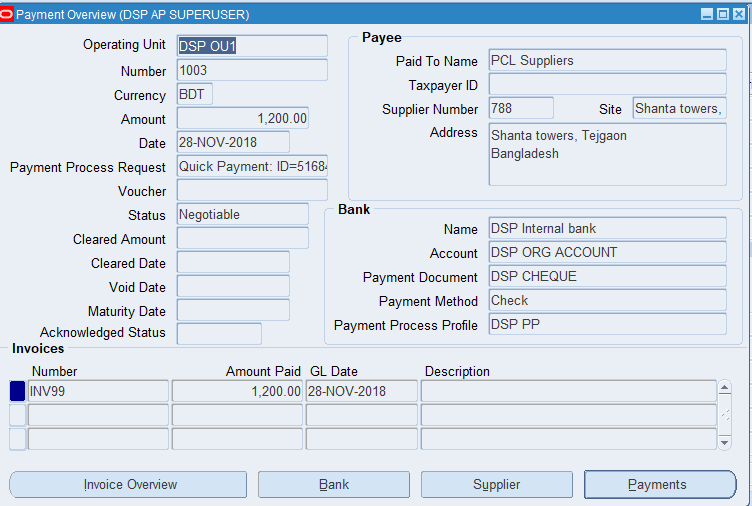 Payment Overview (DSP AP SUPERUSER)
Operating Unit DSP OU1
Number 1003
Currency BDT
Amount 1,200.00
Date 28-NOV-2018
Payment Process Request Quick Payment: ID=51684
Voucher
Status Negotiable
Cleared Amount
Cleared Date
Void Date
Maturity Date
Acknowledged Status
Payee
Paid To Name PCL Suppliers
Taxpayer ID
Supplier Number 788 Site Shanta towers,
Address Shanta towers, Tejgaon
Bangladesh
Bank
Name DSP Internal bank
Account DSP ORG ACCOUNT
Payment Document DSP CHEQUE
Payment Method Check
Payment Process Profile DSP PP
Invoices
Number Amount Paid GL Date Description
INV99 1,200.00 28-NOV-2018
Invoice Overview Bank Supplier Payments